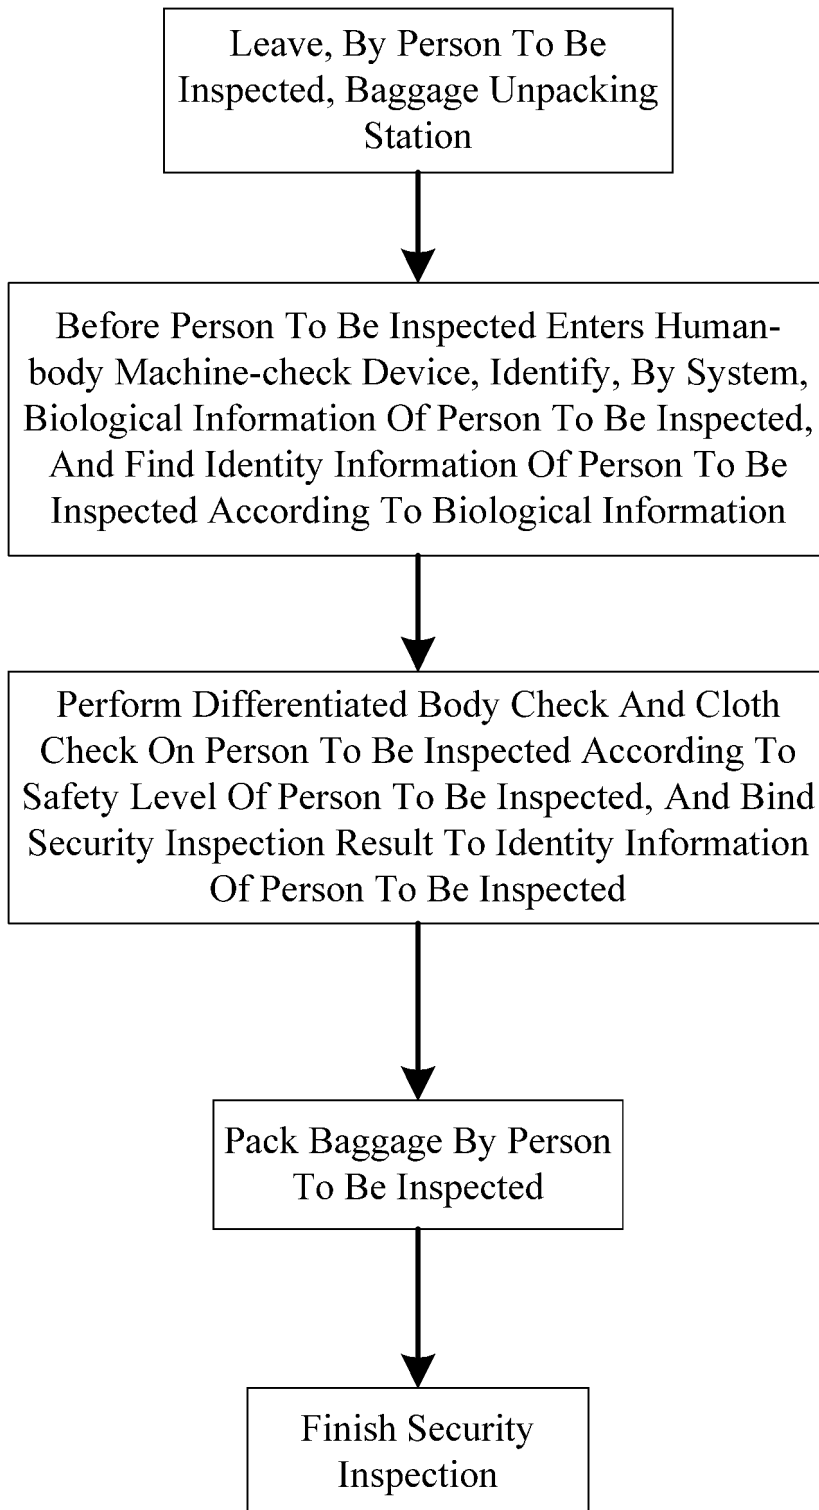 Leave, By Person To Be
Inspected, Baggage Unpacking
Station
Before Person To Be Inspected Enters Human-
body Machine-check Device, Identify, By System,
Biological Information Of Person To Be Inspected,
And Find Identity Information Of Person To Be
Inspected According To Biological Information
Perform Differentiated Body Check And Cloth
Check On Person To Be Inspected According To
Safety Level Of Person To Be Inspected, And Bind
Security Inspection Result To Identity Information
Of Person To Be Inspected
Pack Baggage By Person
To Be Inspected
Finish Security
Inspection